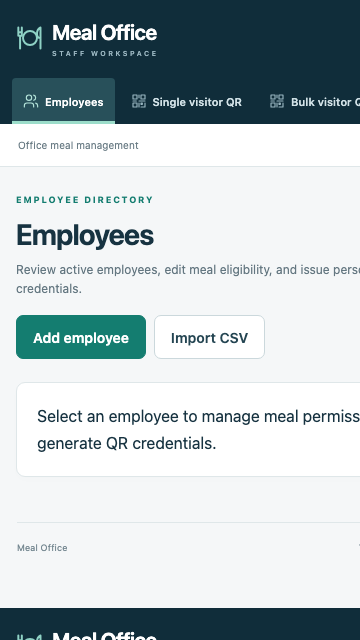 Meal Office
STAFF WORKSPACE
Employees
Single visitor QR
Bulk visitor
Office meal management
EMPLOYEE DIRECTORY
Employees
Review active employees, edit meal eligibility, and issue
credentials.
Add employee
Import CSV
Select an employee to manage meal
generate QR credentials.
Meal Office
Meal Office